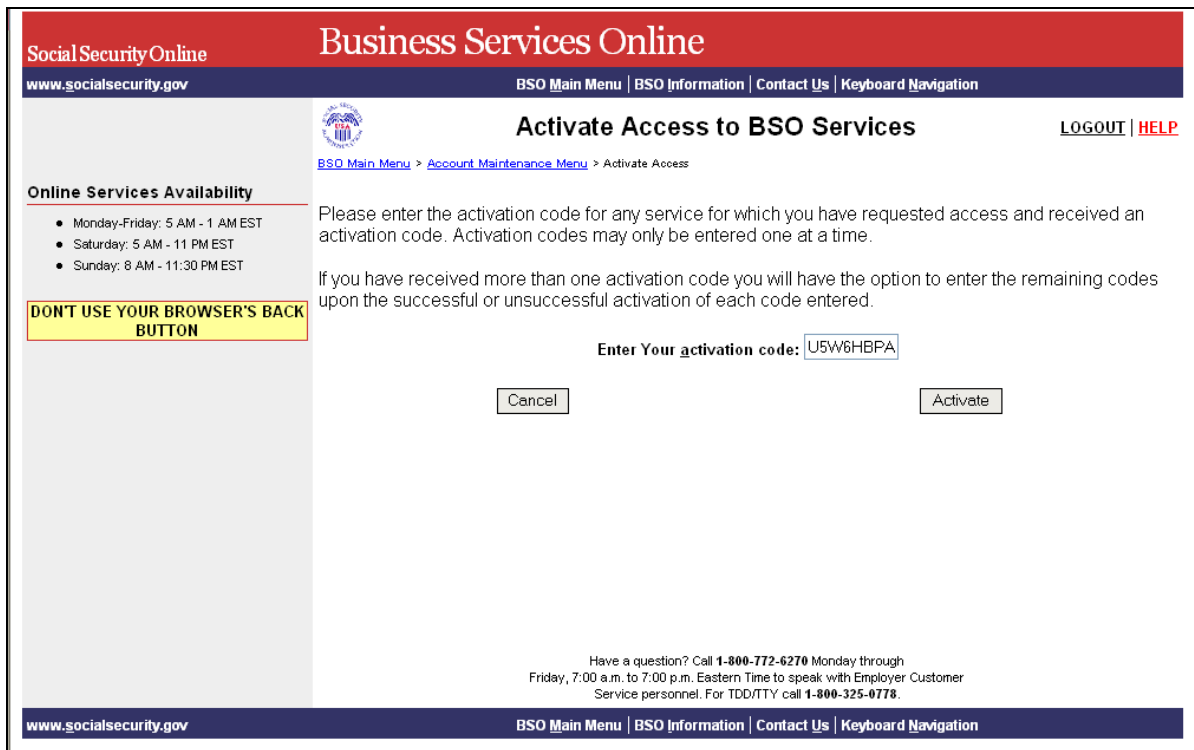 Social Security Online
Business Services Online
www.socialsecurity.gov
BSO Main Menu | BSO Information | Contact Us | Keyboard Navigation
Activate Access to BSO Services
LOGOUT | HELP
BSO Main Menu > Account Maintenance Menu > Activate Access
Online Services Availability
• Monday-Friday: 5 AM - 1 AM EST
• Saturday: 5 AM - 11 PM EST
• Sunday: 8 AM - 11:30 PM EST
DON'T USE YOUR BROWSER'S BACK
BUTTON
Please enter the activation code for any service for which you have requested access and received an
activation code. Activation codes may only be entered one at a time.
If you have received more than one activation code you will have the option to enter the remaining codes
upon the successful or unsuccessful activation of each code entered.
Enter Your activation code: U5W6HBPA
Cancel
Activate
Have a question? Call 1-800-772-6270 Monday through
Friday, 7:00 a.m. to 7:00 p.m. Eastern Time to speak with Employer Customer
Service personnel. For TDD/TTY call 1-800-325-0778.
www.socialsecurity.gov
BSO Main Menu | BSO Information | Contact Us | Keyboard Navigation